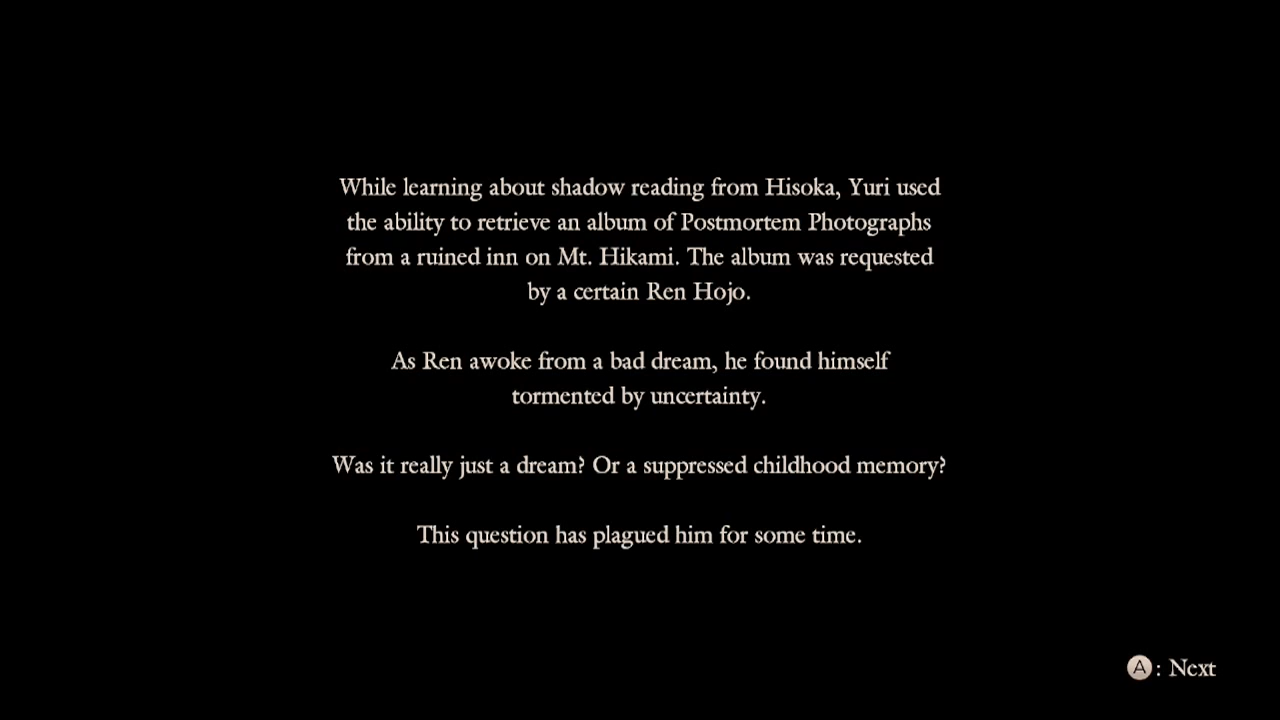 While learning about shadow reading from Hisoka, Yuri used
the ability to retrieve an album of Postmortem Photographs
from a ruined inn on Mt. Hikami. The album was requested
by a certain Ren Hojo.
As Ren awoke from a bad dream, he found himself
tormented by uncertainty.
Was it really just a dream? Or a suppressed childhood memory?
This question has plagued him for some time.
A: Next